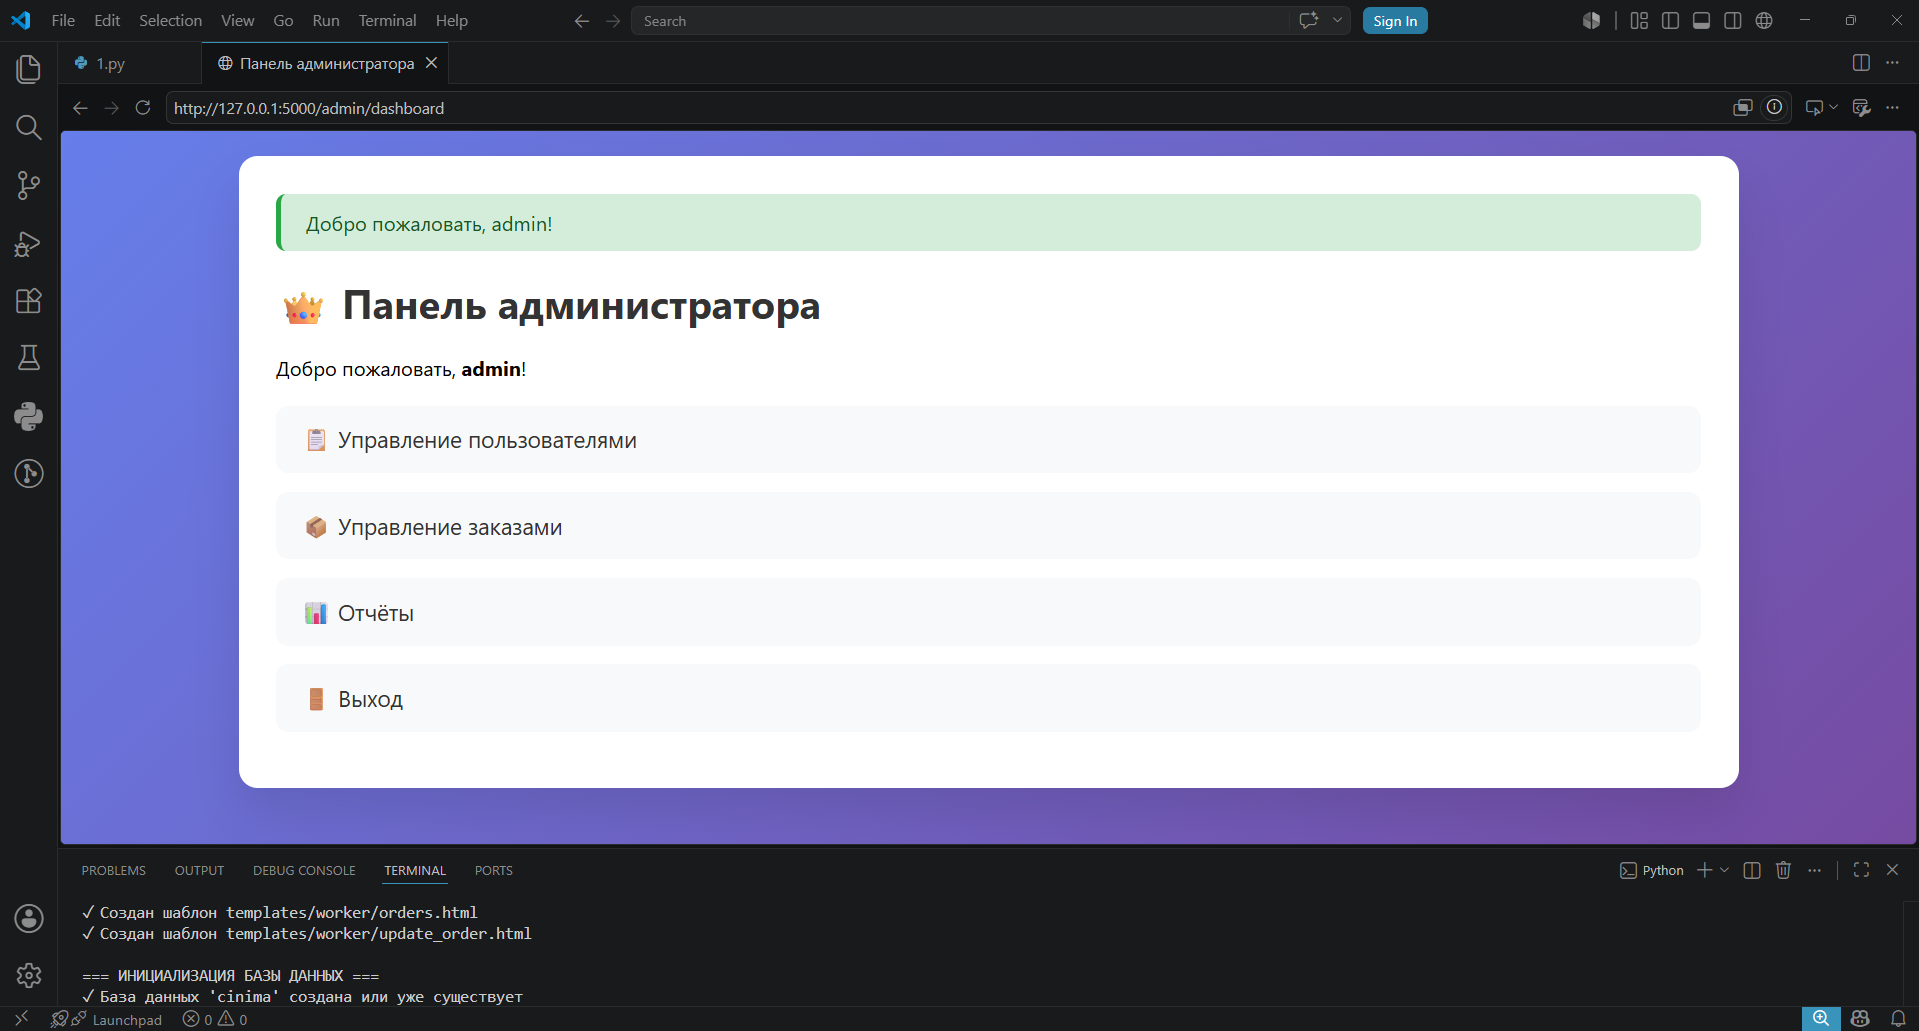 File Edit Selection View Go Run Terminal Help
Search
Sign In
1.py
Панель администратора
http://127.0.0.1:5000/admin/dashboard
Добро пожаловать, admin!
Панель администратора
Добро пожаловать, admin!
Управление пользователями
Управление заказами
Отчёты
Выход
PROBLEMS OUTPUT DEBUG CONSOLE TERMINAL PORTS
Python
✓ Создан шаблон templates/worker/orders.html
✓ Создан шаблон templates/worker/update_order.html
=== ИНИЦИАЛИЗАЦИЯ БАЗЫ ДАННЫХ ===
✓ База данных 'cinima' создана или уже существует
Launchpad 0 0